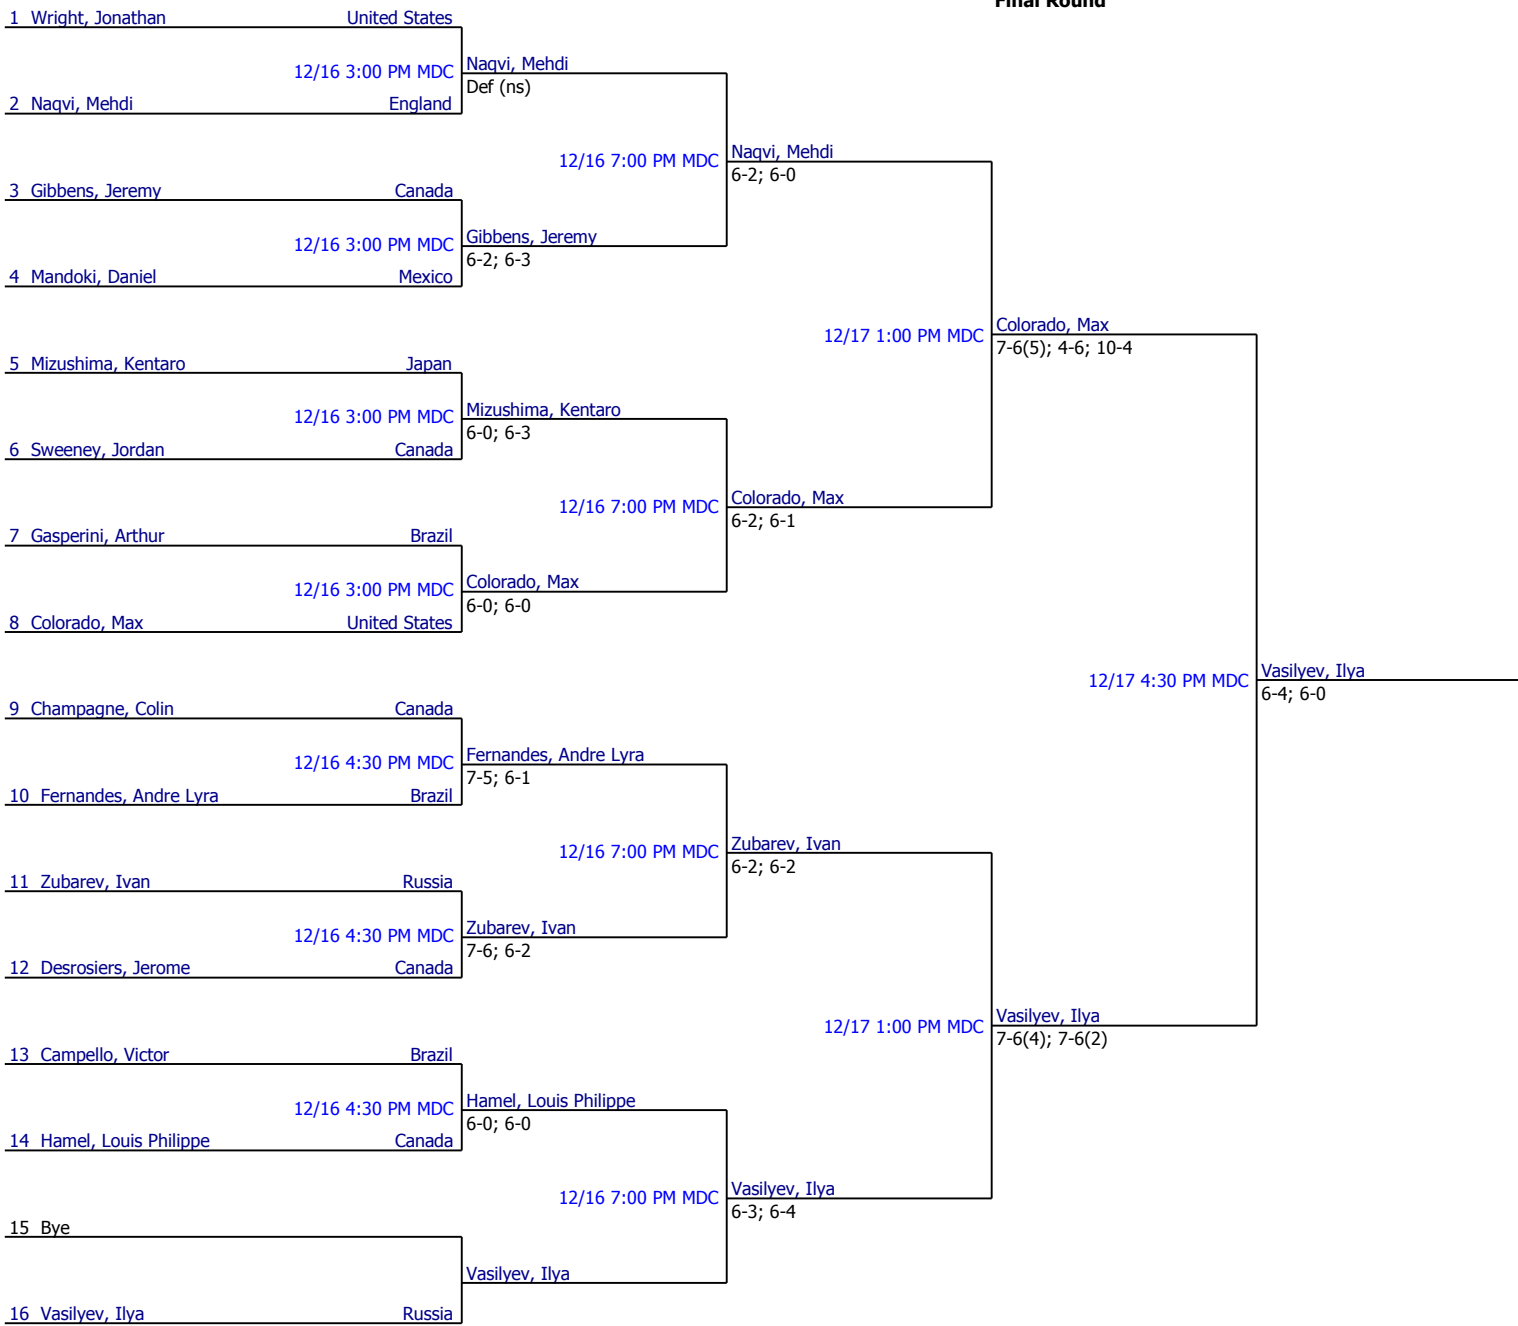 Final Round
1 Wright, Jonathan United States
12/16 3:00 PM MDC
Naqvi, Mehdi
Def (ns)
2 Naqvi, Mehdi England
12/16 7:00 PM MDC
Naqvi, Mehdi
6-2; 6-0
3 Gibbens, Jeremy Canada
12/16 3:00 PM MDC
Gibbens, Jeremy
6-2; 6-3
4 Mandoki, Daniel Mexico
12/17 1:00 PM MDC
Colorado, Max
7-6(5); 4-6; 10-4
5 Mizushima, Kentaro Japan
12/16 3:00 PM MDC
Mizushima, Kentaro
6-0; 6-3
6 Sweeney, Jordan Canada
12/16 7:00 PM MDC
Colorado, Max
6-2; 6-1
7 Gasperini, Arthur Brazil
12/16 3:00 PM MDC
Colorado, Max
6-0; 6-0
8 Colorado, Max United States
12/17 4:30 PM MDC
Vasilyev, Ilya
6-4; 6-0
9 Champagne, Colin Canada
12/16 4:30 PM MDC
Fernandes, Andre Lyra
7-5; 6-1
10 Fernandes, Andre Lyra Brazil
12/16 7:00 PM MDC
Zubarev, Ivan
6-2; 6-2
11 Zubarev, Ivan Russia
12/16 4:30 PM MDC
Zubarev, Ivan
7-6; 6-2
12 Desrosiers, Jerome Canada
12/17 1:00 PM MDC
Vasilyev, Ilya
7-6(4); 7-6(2)
13 Campello, Victor Brazil
12/16 4:30 PM MDC
Hamel, Louis Philippe
6-0; 6-0
14 Hamel, Louis Philippe Canada
12/16 7:00 PM MDC
Vasilyev, Ilya
6-3; 6-4
15 Bye
Vasilyev, Ilya
16 Vasilyev, Ilya Russia